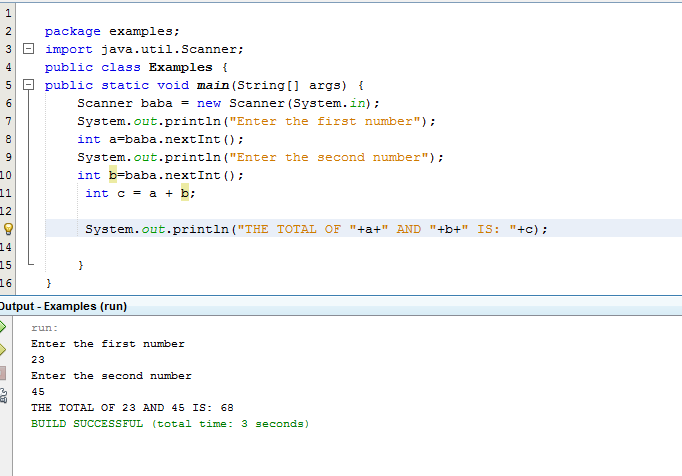 1
2 package examples;
3 import java.util.Scanner;
4 public class Examples {
5 public static void main(String[] args) {
6 Scanner baba = new Scanner(System.in);
7 System.out.println("Enter the first number");
8 int a=baba.nextInt();
9 System.out.println("Enter the second number");
10 int b=baba.nextInt();
11 int c = a + b;
12
System.out.println("THE TOTAL OF "+a+" AND "+b+" IS: "+c);
14
15 }
16 }
Output - Examples (run)
run:
Enter the first number
23
Enter the second number
45
THE TOTAL OF 23 AND 45 IS: 68
BUILD SUCCESSFUL (total time: 3 seconds)